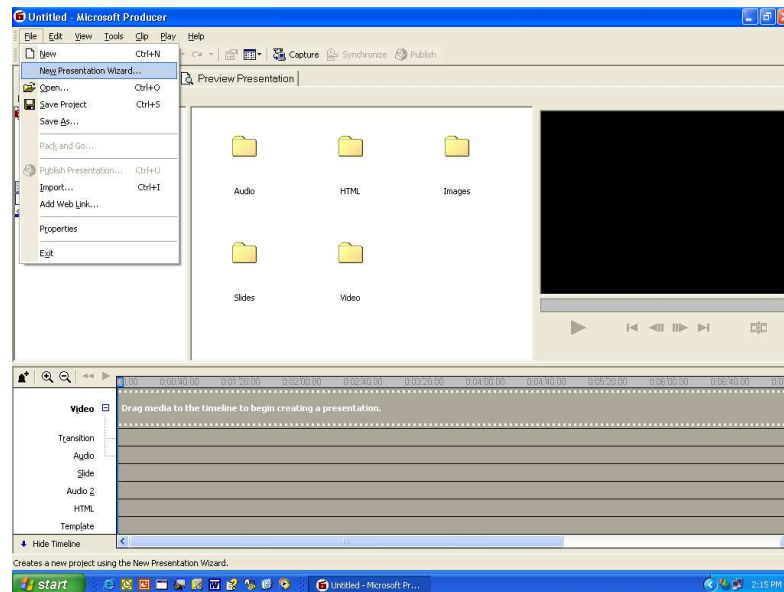 Untitled - Microsoft Producer
File Edit View Tools Clip Play Help
New Ctrl+N
New Presentation Wizard...
Open... Ctrl+O
Save Project Ctrl+S
Save As...
Pack and Go...
Publish Presentation... Ctrl+U
Import... Ctrl+I
Add Web Link...
Properties
Exit
Capture Synchronize Publish
Preview Presentation
Audio HTML Images
Slides Video
0:00:40.00 0:01:20.00 0:02:00.00 0:02:40.00 0:03:20.00 0:04:00.00 0:04:40.00 0:05:20.00 0:06:00.00 0:06:40.00
Video Drag media to the timeline to begin creating a presentation.
Transition
Audio
Slide
Audio 2
HTML
Template
Hide Timeline
Creates a new project using the New Presentation Wizard.
start Untitled - Microsoft Pr... 2:15 PM